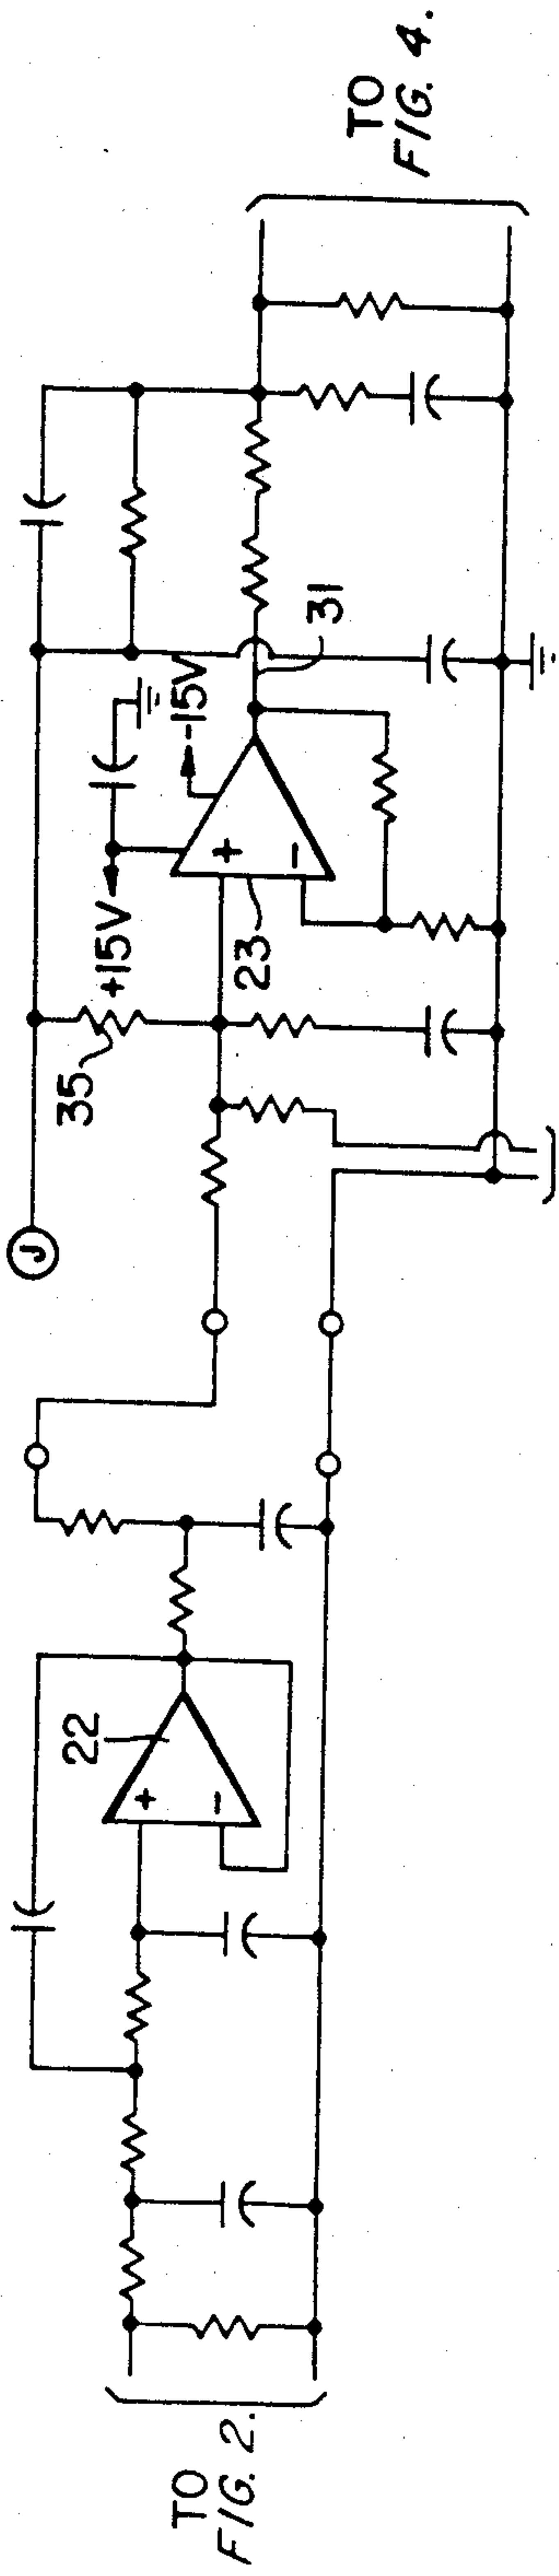 TO
FIG. 2.
22
+
-
J
35
+15V
-15V
23
+
-
31
TO
FIG. 4.